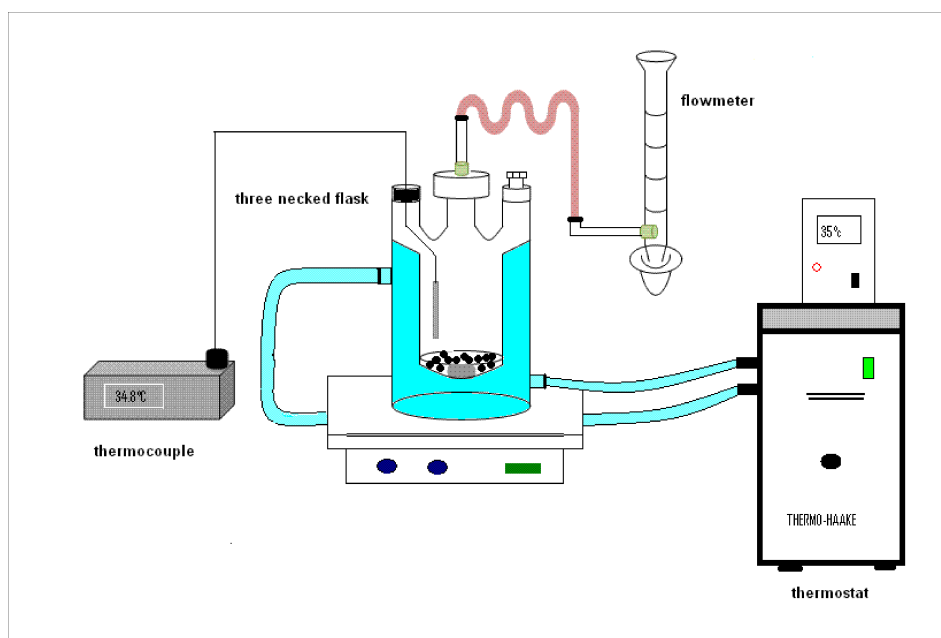 flowmeter
three necked flask
35°c
34.8°C
thermocouple
THERMO-HAAKE
thermostat